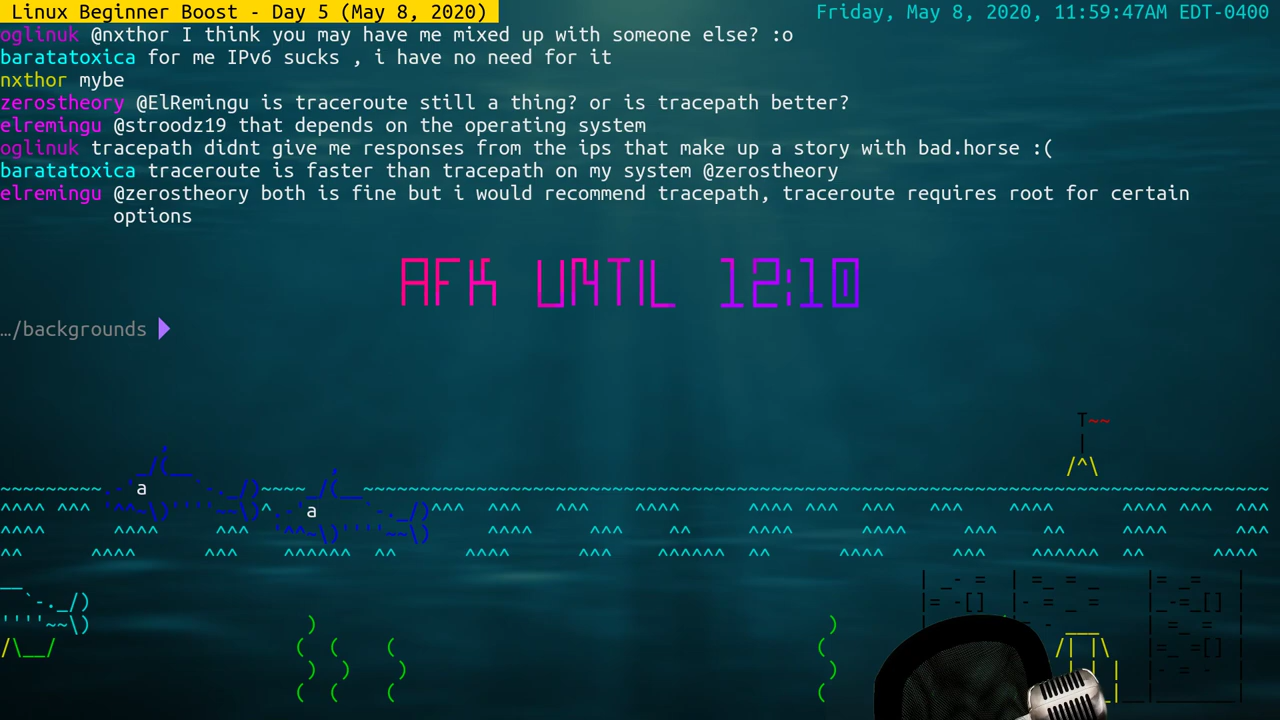 Linux Beginner Boost - Day 5 (May 8, 2020)
Friday, May 8, 2020, 11:59:47AM EDT-0400
oglinuk @nxthor I think you may have me mixed up with someone else? :o
baratatoxica for me IPv6 sucks , i have no need for it
nxthor mybe
zerostheory @ElRemingu is traceroute still a thing? or is tracepath better?
elremingu @stroodz19 that depends on the operating system
oglinuk tracepath didnt give me responses from the ips that make up a story with bad.horse :(
baratatoxica traceroute is faster than tracepath on my system @zerostheory
elremingu @zerostheory both is fine but i would recommend tracepath, traceroute requires root for certain
options
AFK UNTIL 12:10
…/backgrounds